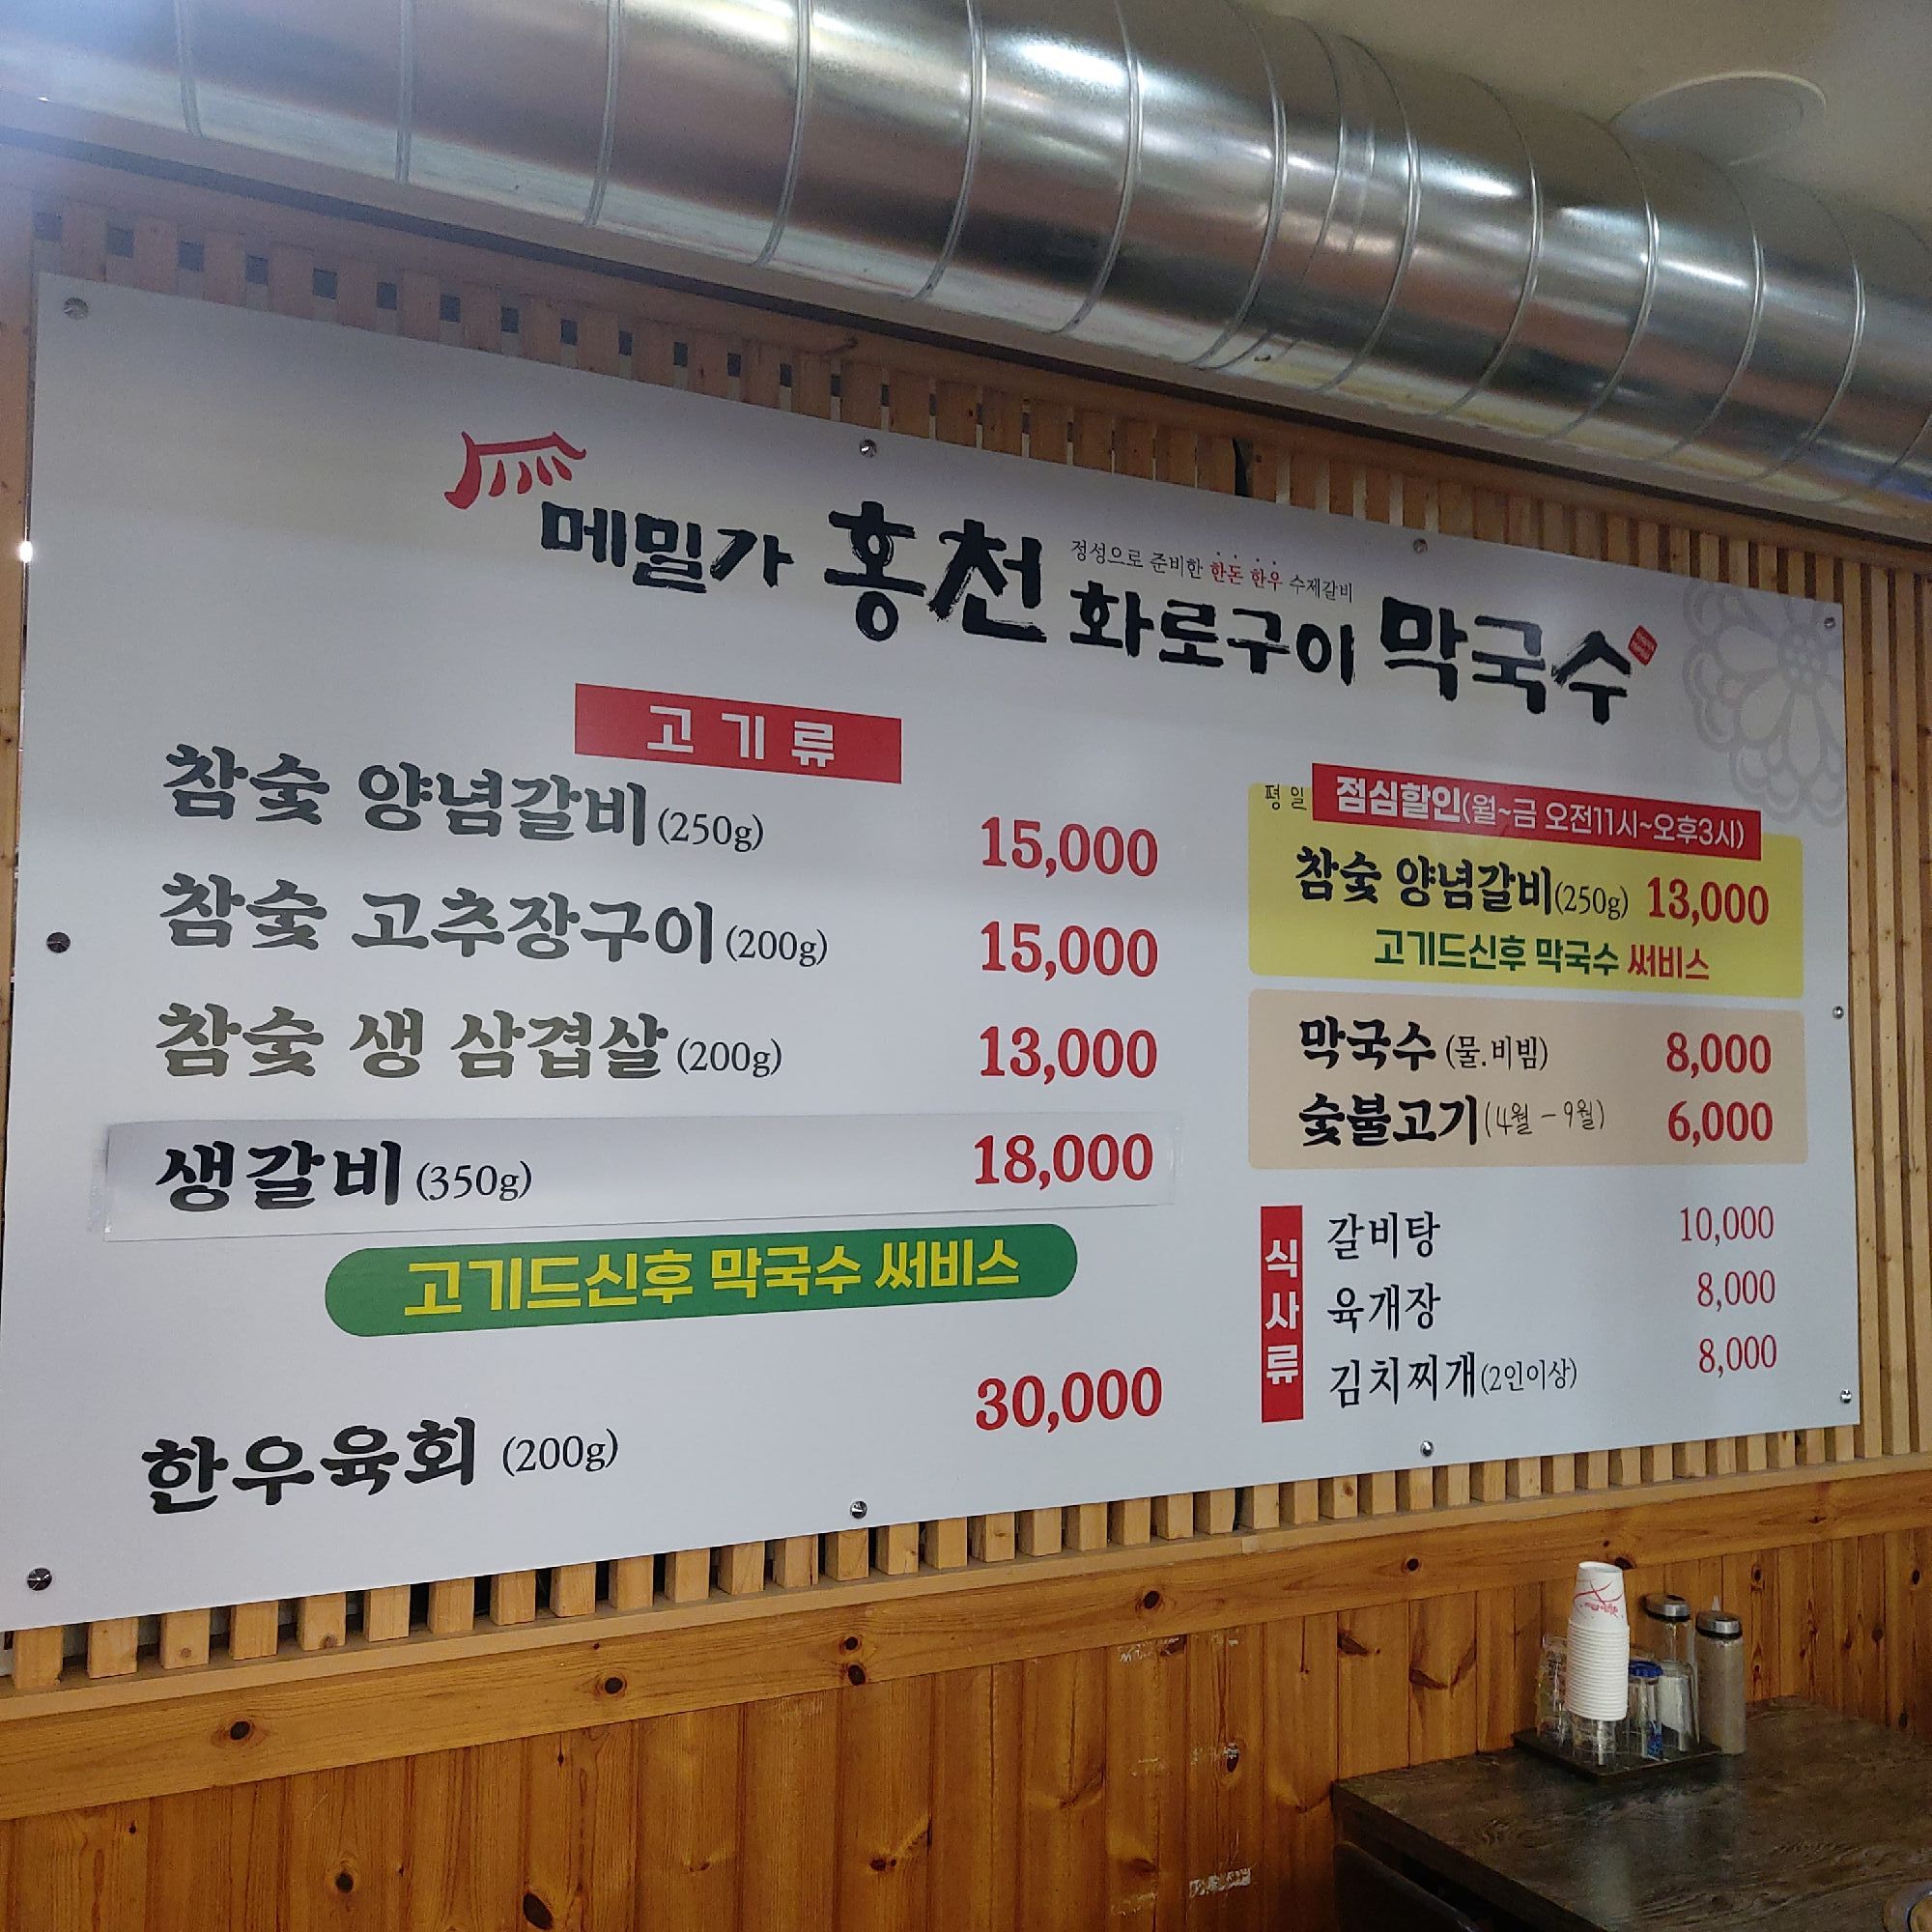 메밀가 홍천 화로구이 막국수
정성으로 준비한 한돈 한우 수제갈비
고기류
참숯 양념갈비(250g) 15,000
참숯 고추장구이(200g) 15,000
참숯 생 삼겹살(200g) 13,000
생갈비(350g) 18,000
고기드신후 막국수 써비스
한우육회 (200g) 30,000
평일 점심할인(월~금 오전11시~오후3시)
참숯 양념갈비(250g) 13,000
고기드신후 막국수 써비스
막국수(물.비빔) 8,000
숯불고기(4월-9월) 6,000
식사류
갈비탕 10,000
육개장 8,000
김치찌개(2인이상) 8,000